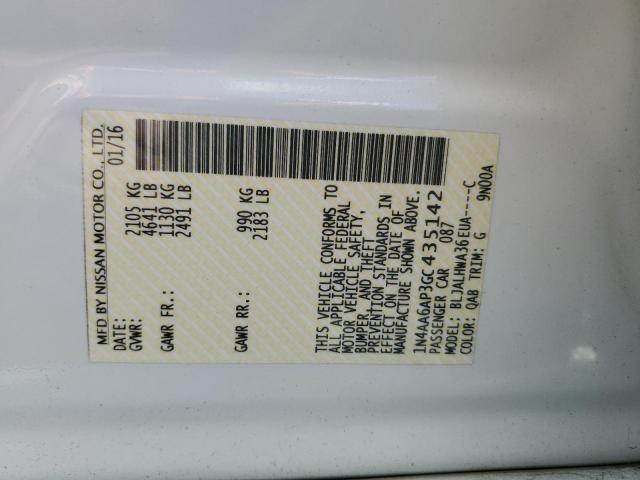 MFD BY NISSAN MOTOR CO., LTD.
DATE: 01/16
GVWR: 2105 KG
4641 LB
GAWR FR.: 1130 KG
2491 LB
GAWR RR.: 990 KG
2183 LB
THIS VEHICLE CONFORMS TO
ALL APPLICABLE FEDERAL
MOTOR VEHICLE SAFETY,
BUMPER, AND THEFT
PREVENTION STANDARDS IN
EFFECT ON THE DATE OF
MANUFACTURE SHOWN ABOVE.
1N4AA6AP3GC435142
PASSENGER CAR 087
MODEL: BLJALHWA36EUA----C
COLOR: QAB TRIM: G 9N00A